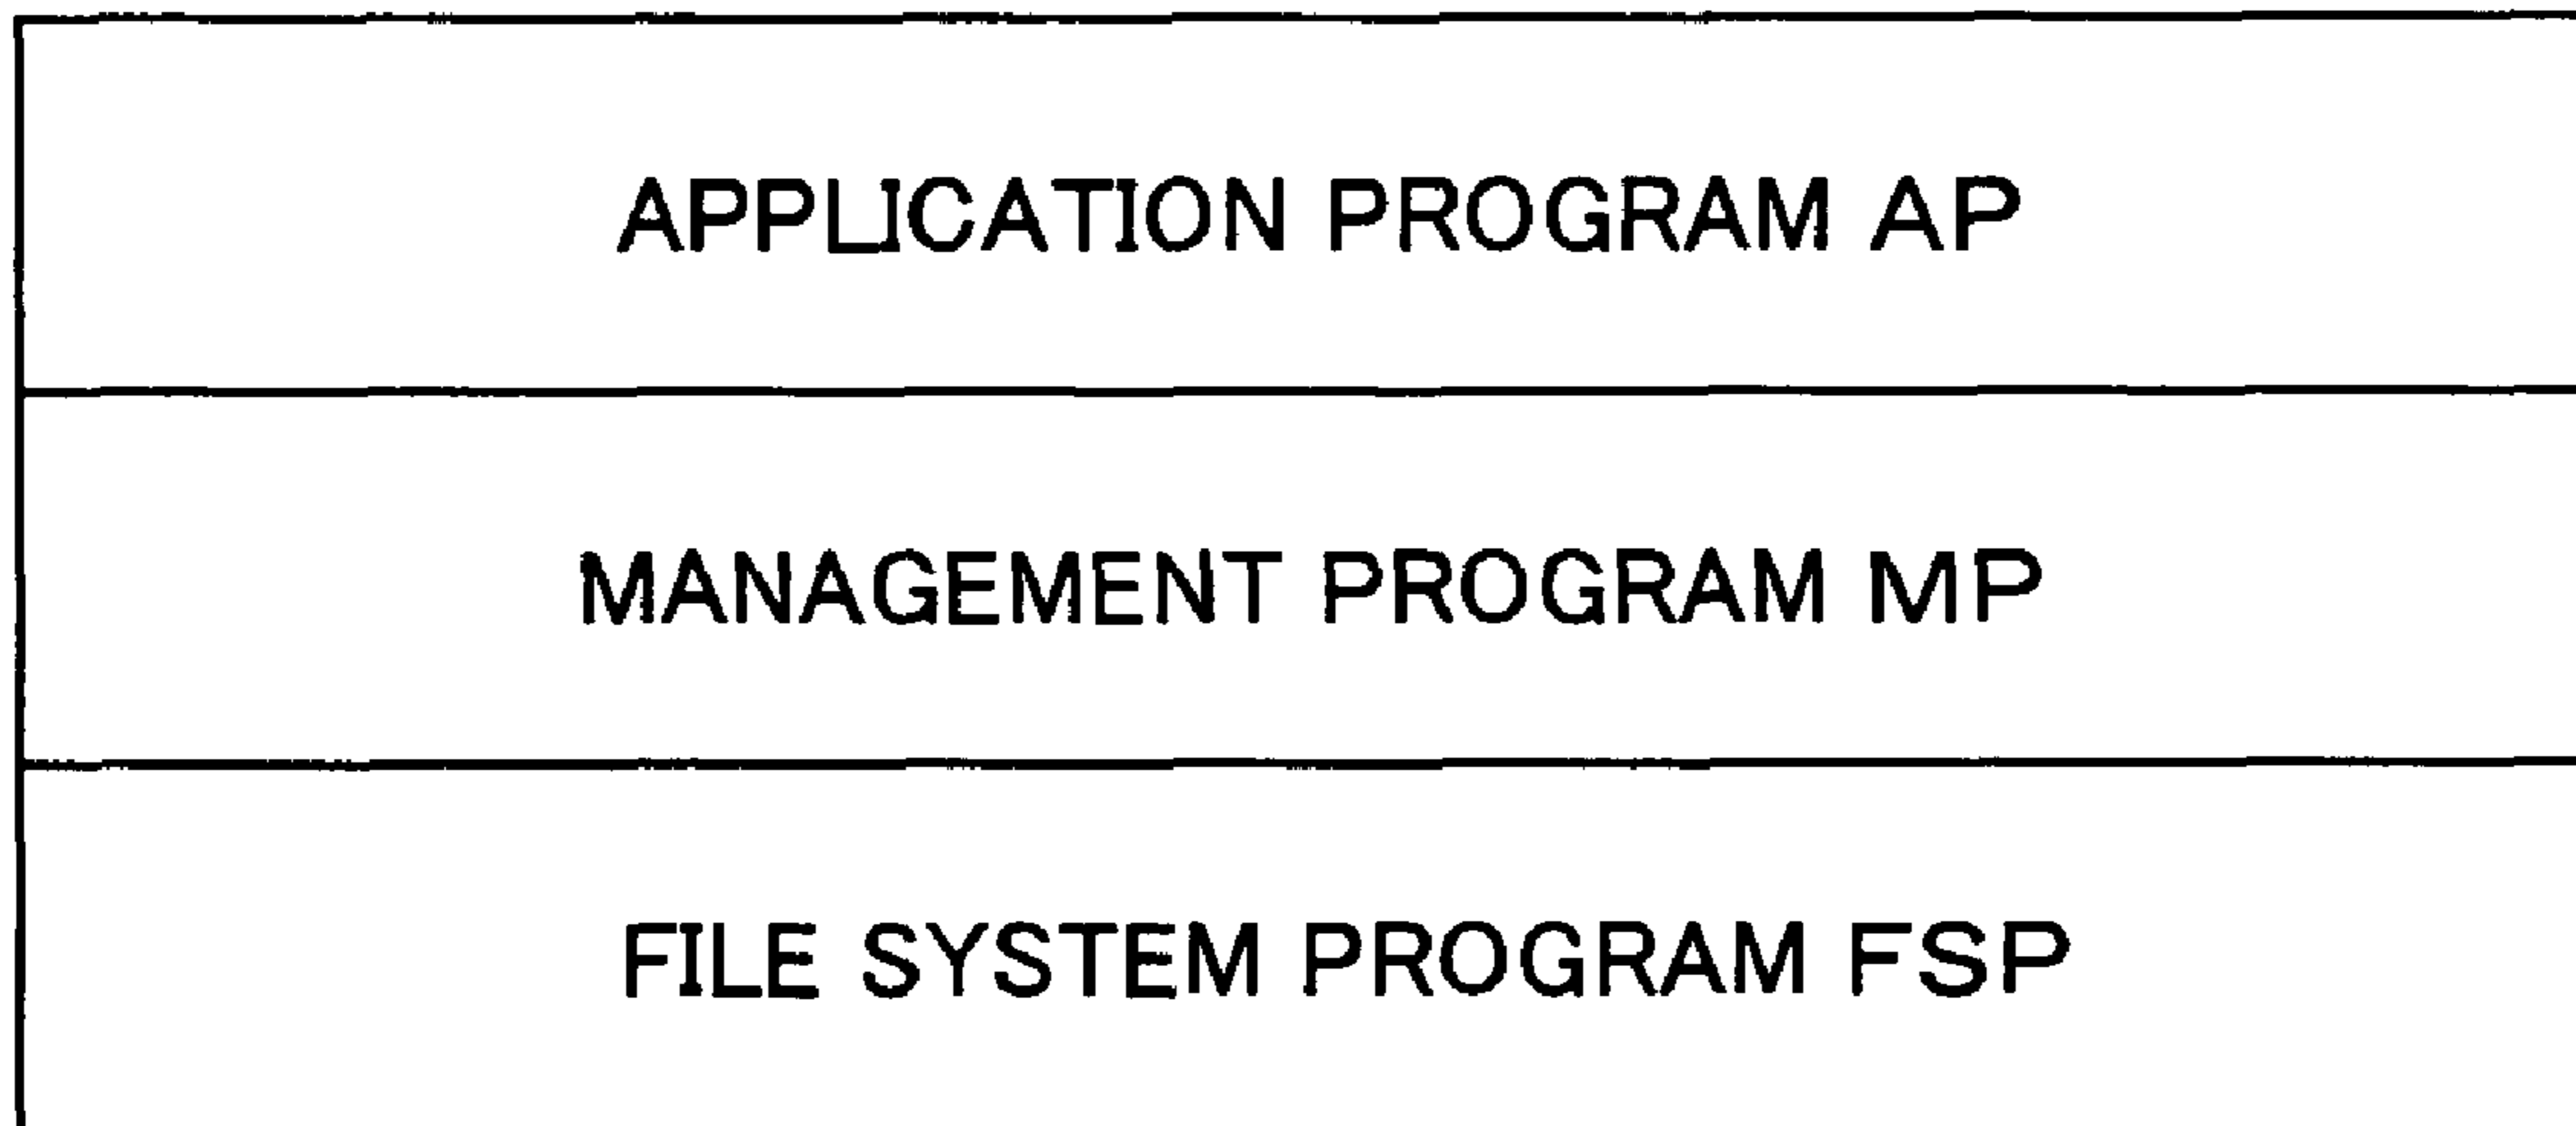 APPLICATION PROGRAM AP
MANAGEMENT PROGRAM MP
FILE SYSTEM PROGRAM FSP